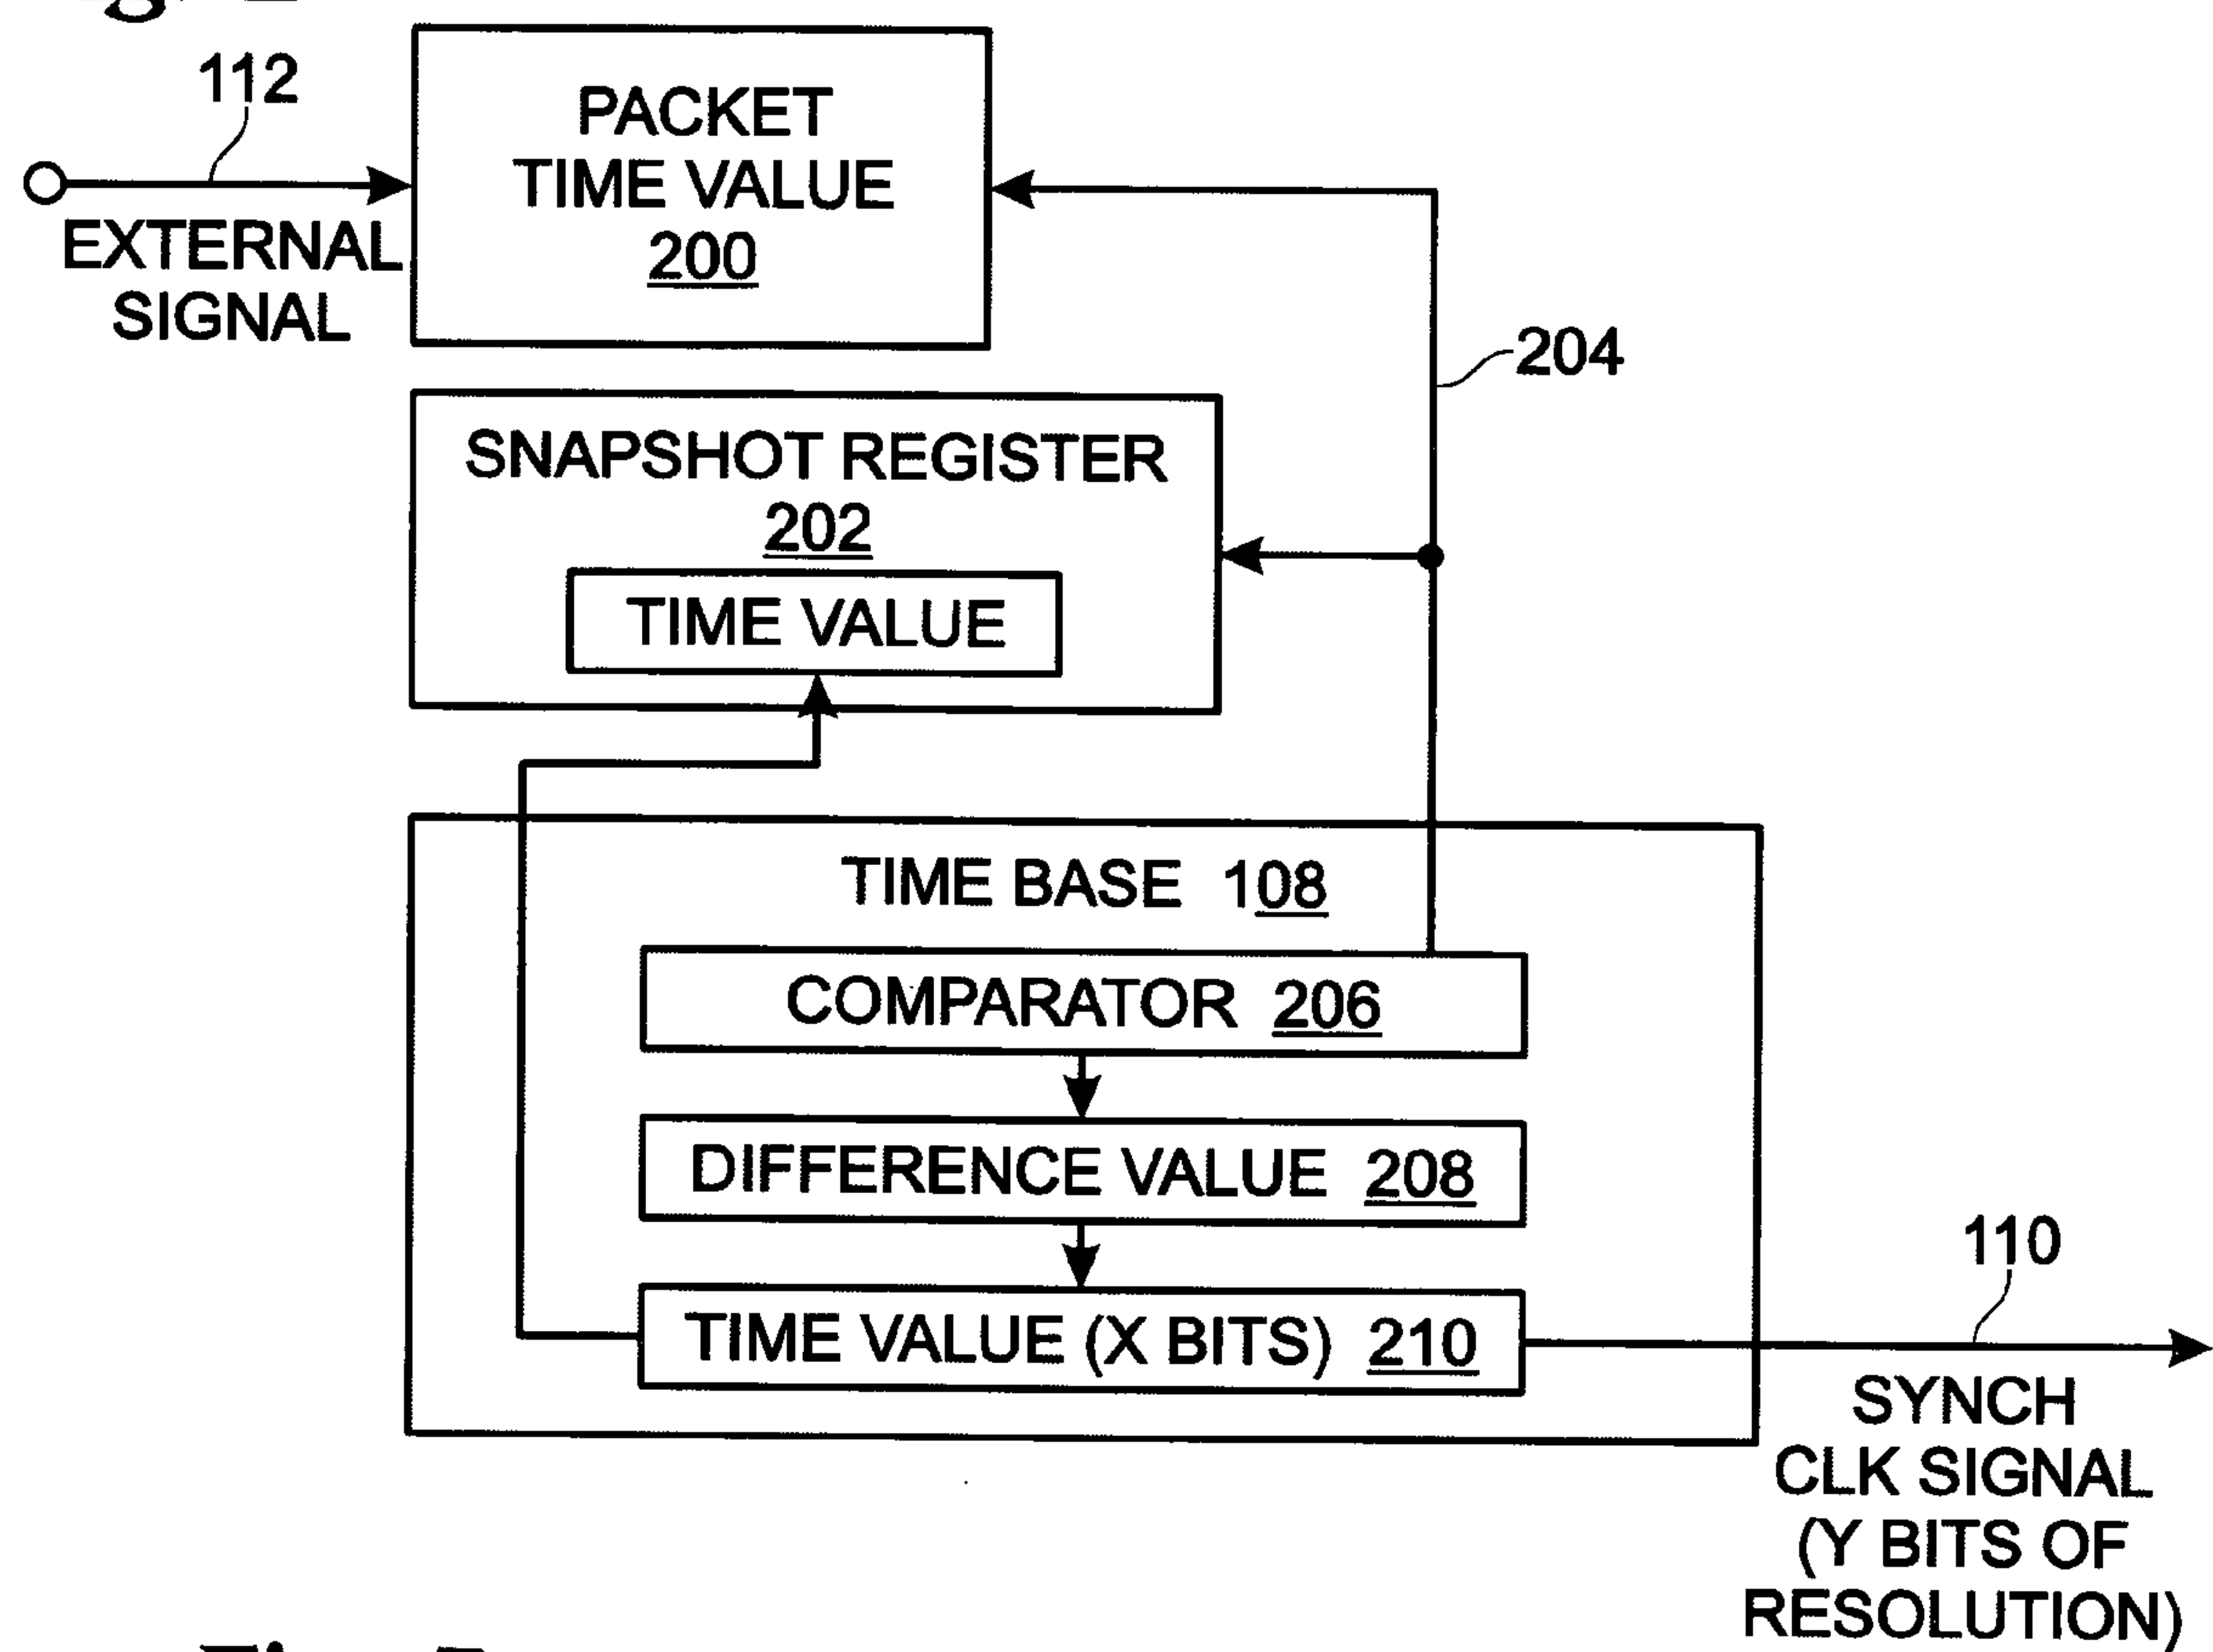 112
PACKET
TIME VALUE
200
EXTERNAL
SIGNAL
204
SNAPSHOT REGISTER
202
TIME VALUE
TIME BASE 108
COMPARATOR 206
DIFFERENCE VALUE 208
TIME VALUE (X BITS) 210
110
SYNCH
CLK SIGNAL
(Y BITS OF
RESOLUTION)